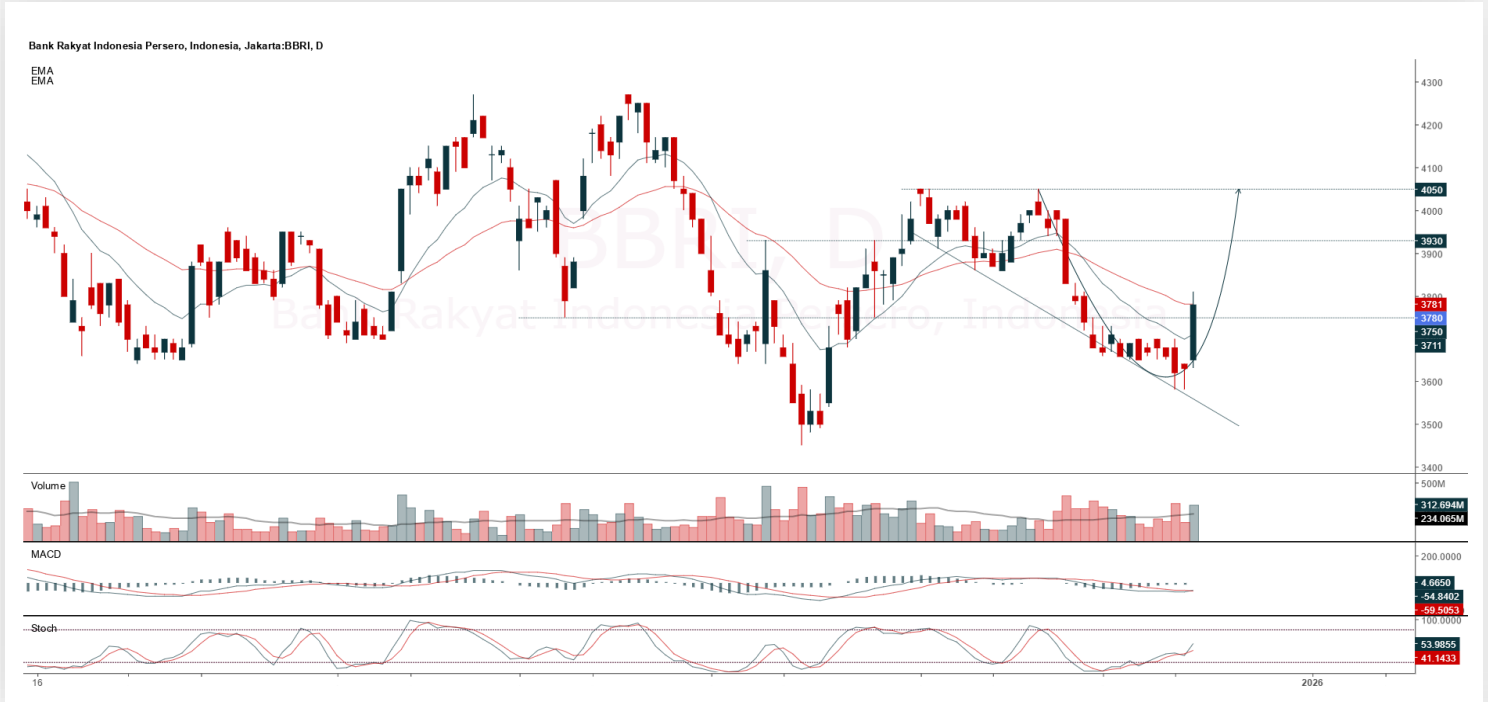 Bank Rakyat Indonesia Persero, Indonesia, Jakarta:BBRI, D
EMA
EMA
BBRI, D
Bank Rakyat Indonesia Persero, Indonesia
4300
4200
4100
4050
4000
3930
3900
3800
3781
3780
3750
3711
3600
3500
3400
Volume
500M
312.694M
234.065M
MACD
200.0000
4.6650
-54.8402
-59.5053
Stoch
100.0000
53.9855
41.1433
16
2026